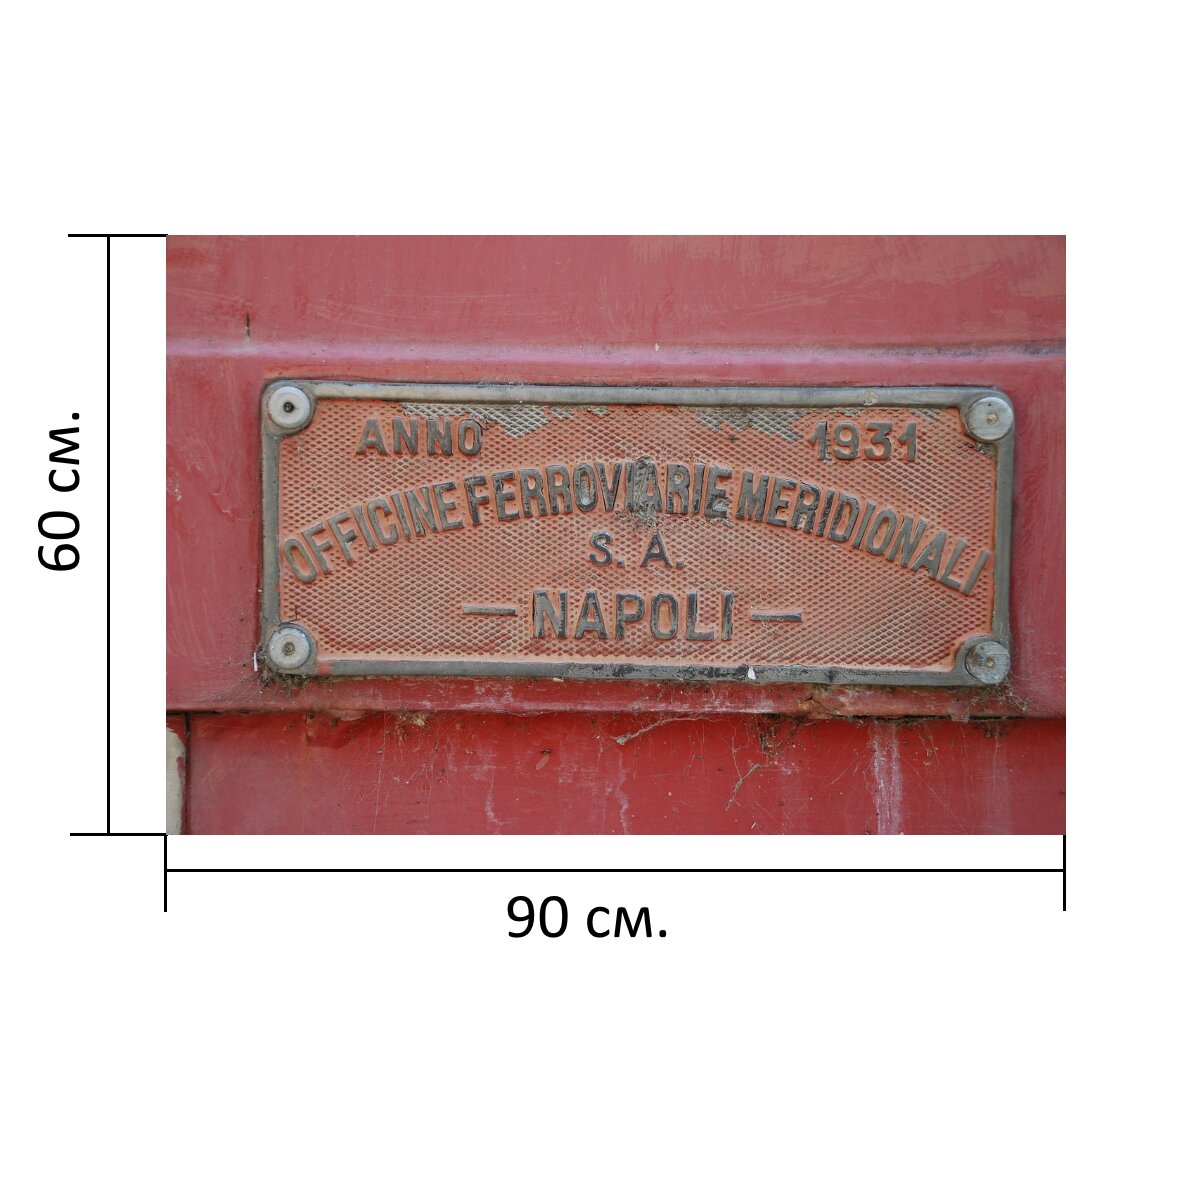 60 см.
ANNO 1931
OFFICINE FERROVIARIE MERIDIONALI
S. A.
— NAPOLI —
90 см.